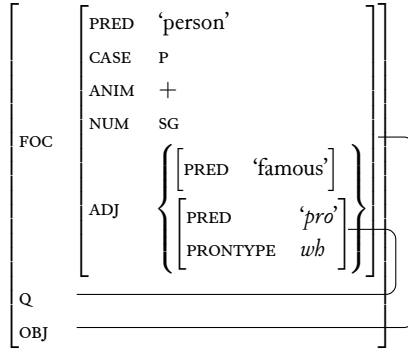 PRED ‘person’
CASE P
ANIM +
NUM SG
FOC
PRED ‘famous’
ADJ
PRED ‘pro’
PRONTYPE wh
Q
OBJ